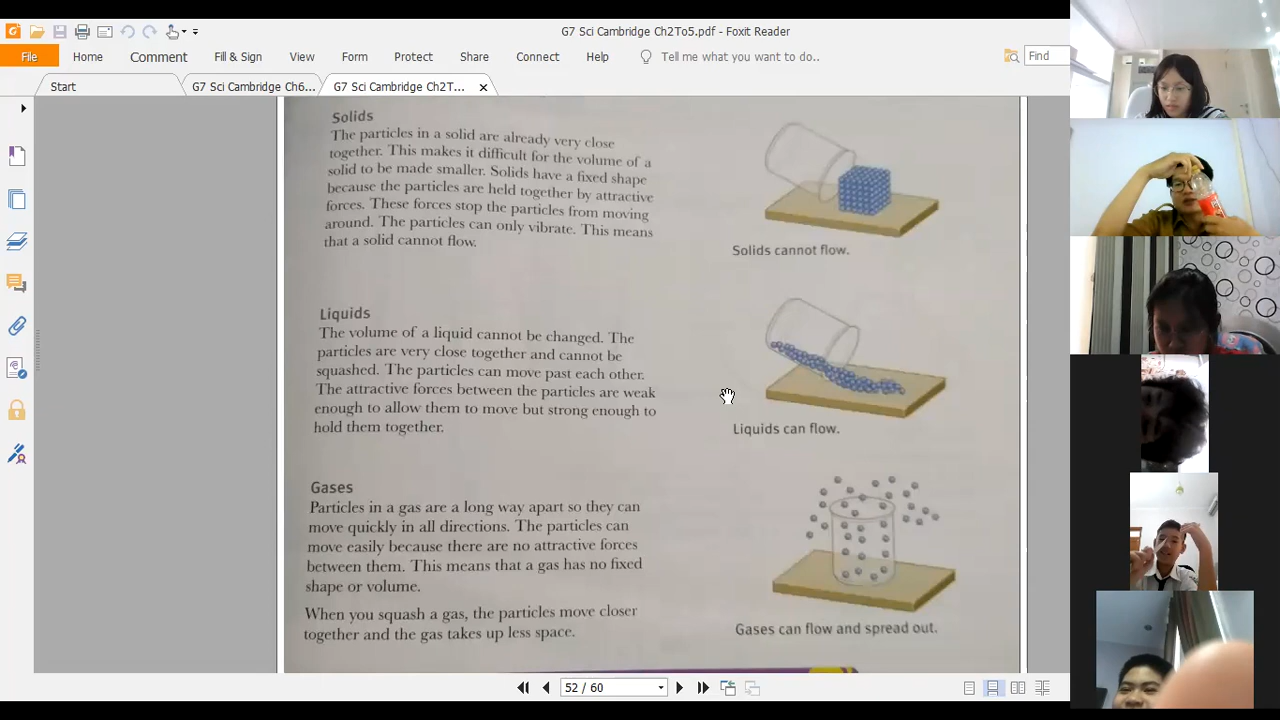 G7 Sci Cambridge Ch2To5.pdf - Foxit Reader
File Home Comment Fill & Sign View Form Protect Share Connect Help Tell me what you want to do.. Find
Start G7 Sci Cambridge Ch6... G7 Sci Cambridge Ch2T...
Solids
The particles in a solid are already very close
together. This makes it difficult for the volume of a
solid to be made smaller. Solids have a fixed shape
because the particles are held together by attractive
forces. These forces stop the particles from moving
around. The particles can only vibrate. This means
that a solid cannot flow.
Solids cannot flow.
Liquids
The volume of a liquid cannot be changed. The
particles are very close together and cannot be
squashed. The particles can move past each other.
The attractive forces between the particles are weak
enough to allow them to move but strong enough to
hold them together.
Liquids can flow.
Gases
Particles in a gas are a long way apart so they can
move quickly in all directions. The particles can
move easily because there are no attractive forces
between them. This means that a gas has no fixed
shape or volume.
When you squash a gas, the particles move closer
together and the gas takes up less space.
Gases can flow and spread out.
52 / 60